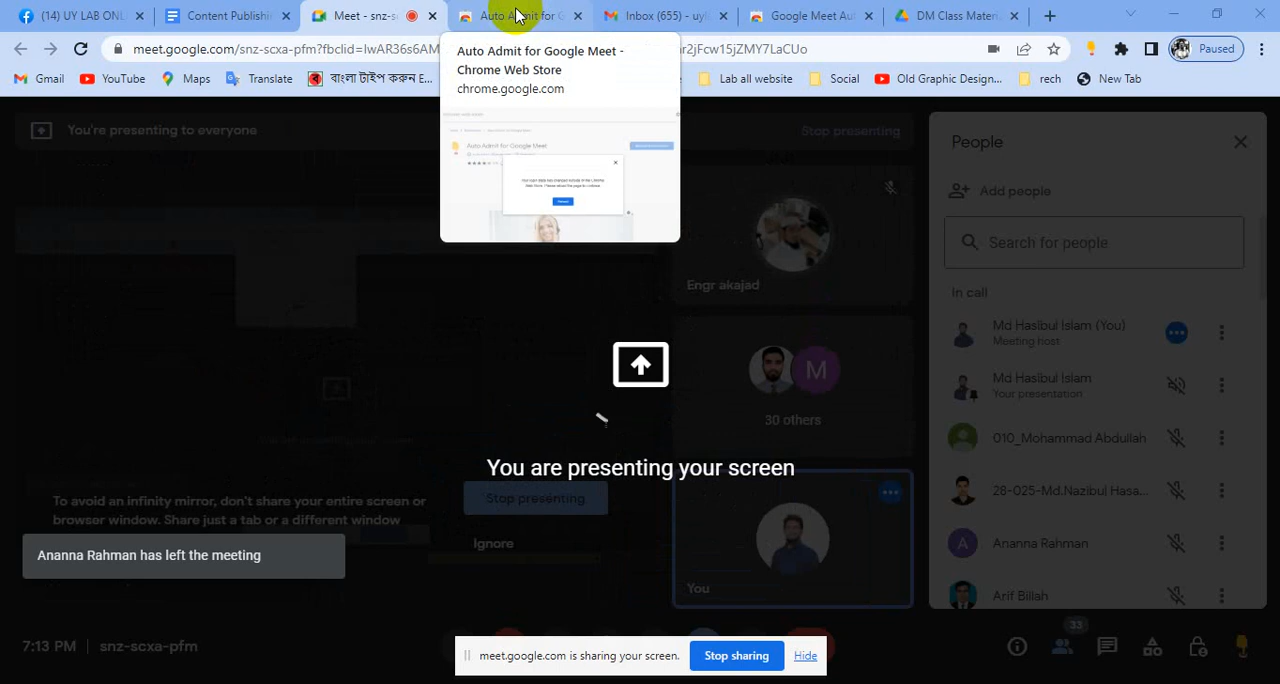 (14) UY LAB ONL
Content Publishi
Meet - snz-s
Auto Admit for G
Inbox (655) - uyl
Google Meet Aut
DM Class Mater
meet.google.com/snz-scxa-pfm?fbclid=IwAR36s6AM
r2jFcw15jZMY7LaCUo
Paused
Gmail
YouTube
Maps
Translate
বাংলা টাইপ করুন E...
Lab all website
Social
Old Graphic Design...
rech
New Tab
Auto Admit for Google Meet -
Chrome Web Store
chrome.google.com
Auto Admit for Google Meet
You're presenting to everyone
Stop presenting
People
Add people
Search for people
In call
Md Hasibul Islam (You)
Meeting host
Md Hasibul Islam
Your presentation
010_Mohammad Abdullah
28-025-Md.Nazibul Hasa...
A
Ananna Rahman
Arif Billah
Engr akajad
M
30 others
You
You are presenting your screen
To avoid an infinity mirror, don't share your entire screen or
browser window. Share just a tab or a different window
Stop presenting
Ignore
Ananna Rahman has left the meeting
7:13 PM
snz-scxa-pfm
meet.google.com is sharing your screen.
Stop sharing
Hide
33